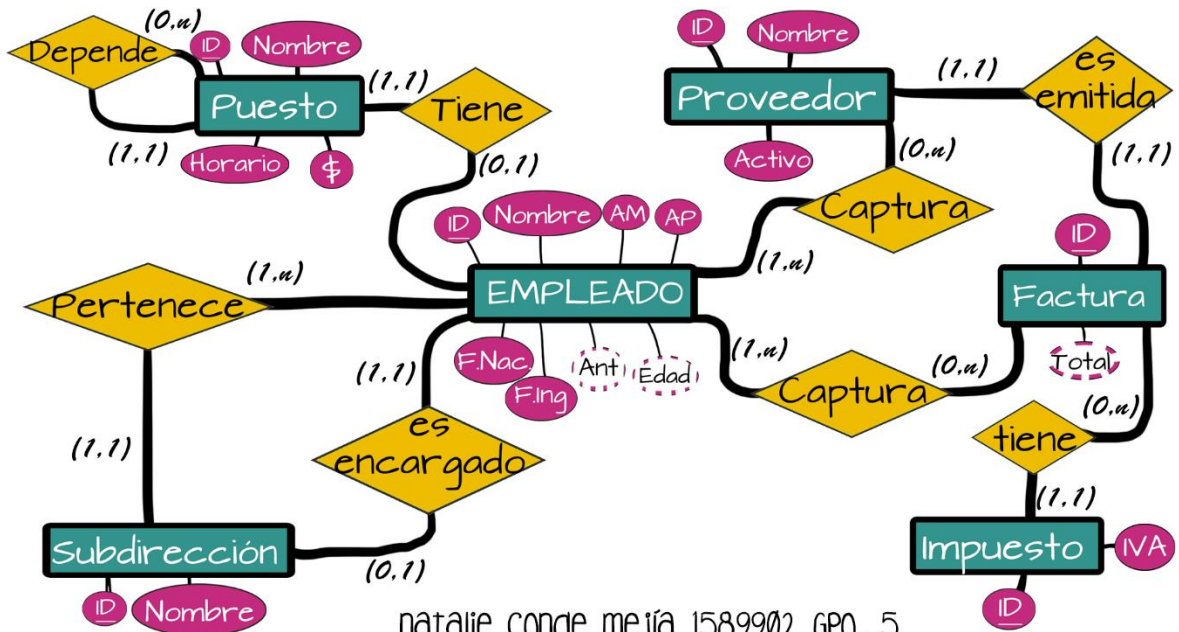 Depende
(0,n)
(1,1)
ID
Nombre
Puesto
Horario
$
(1,1)
Tiene
(0,1)
ID
Nombre
Proveedor
Activo
(1,1)
es
emitida
(1,1)
(0,n)
Captura
(1,n)
ID
Nombre
AM
AP
EMPLEADO
F.Nac.
F.Ing
Ant
Edad
ID
Factura
Total
(1,n)
Pertenece
(1,1)
(1,1)
es
encargado
(0,1)
(1,n)
Captura
(0,n)
(0,n)
tiene
(1,1)
Subdirección
ID
Nombre
Impuesto
IVA
ID
natalie conde mejía 1589902 GPO .5